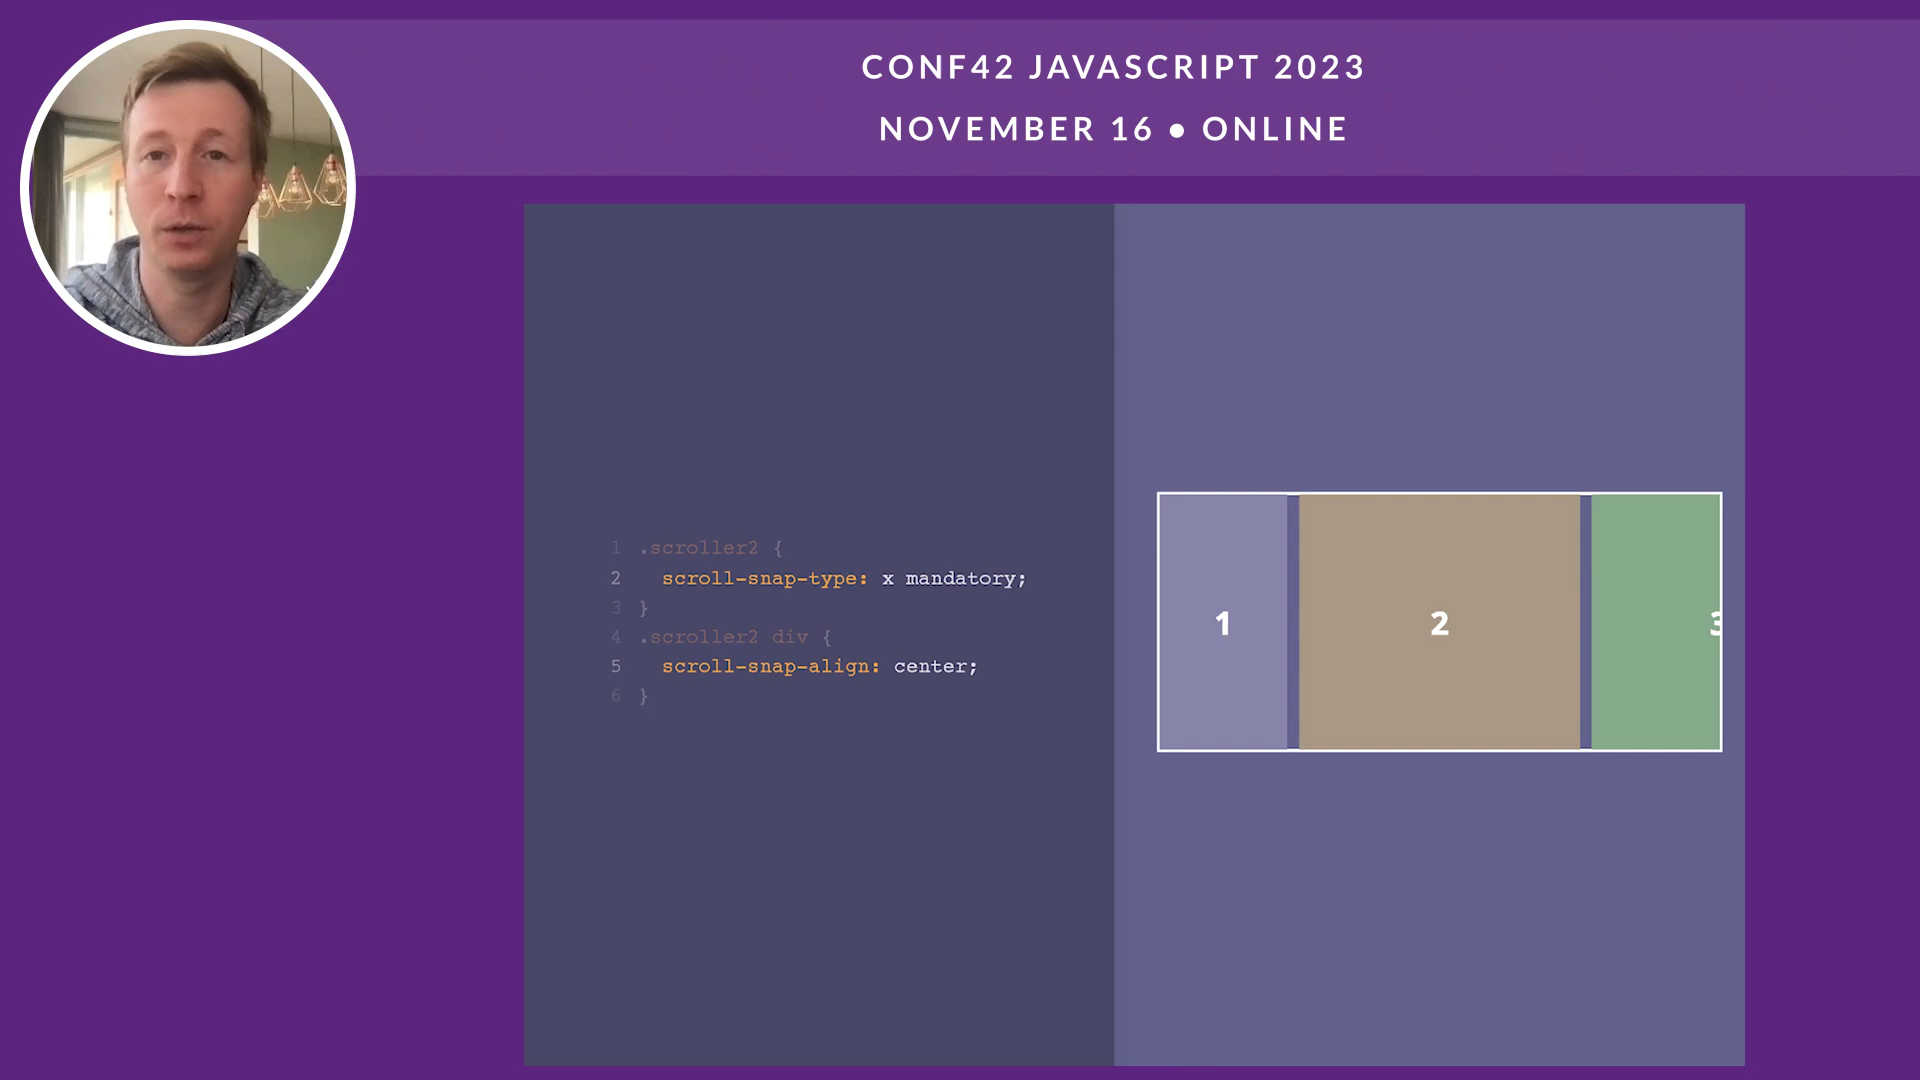 CONF42 JAVASCRIPT 2023
NOVEMBER 16 • ONLINE
1 .scroller2 {
2 scroll-snap-type: x mandatory;
3 }
4 .scroller2 div {
5 scroll-snap-align: center;
6 }
1 2 3